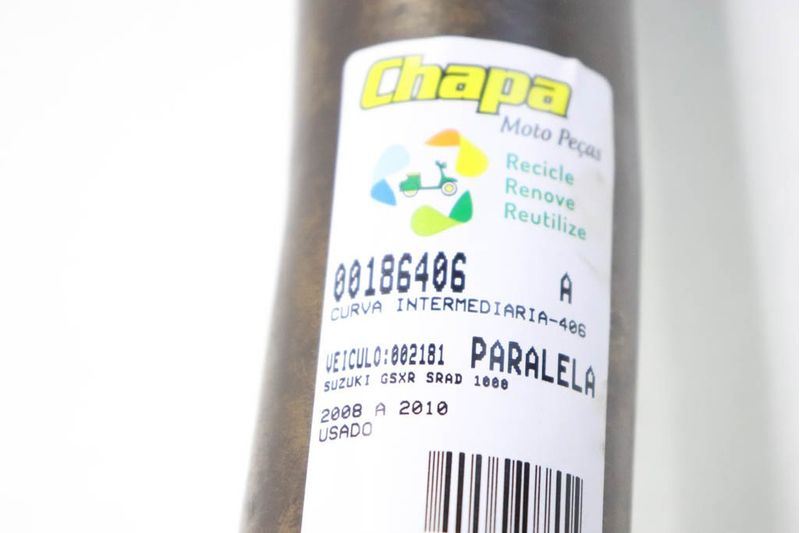 Chapa
Moto Peças
Recicle
Renove
Reutilize
00186406 A
CURVA INTERMEDIARIA-406
VEICULO:002181 PARALELA
SUZUKI GSXR SRAD 1000
2008 A 2010
USADO